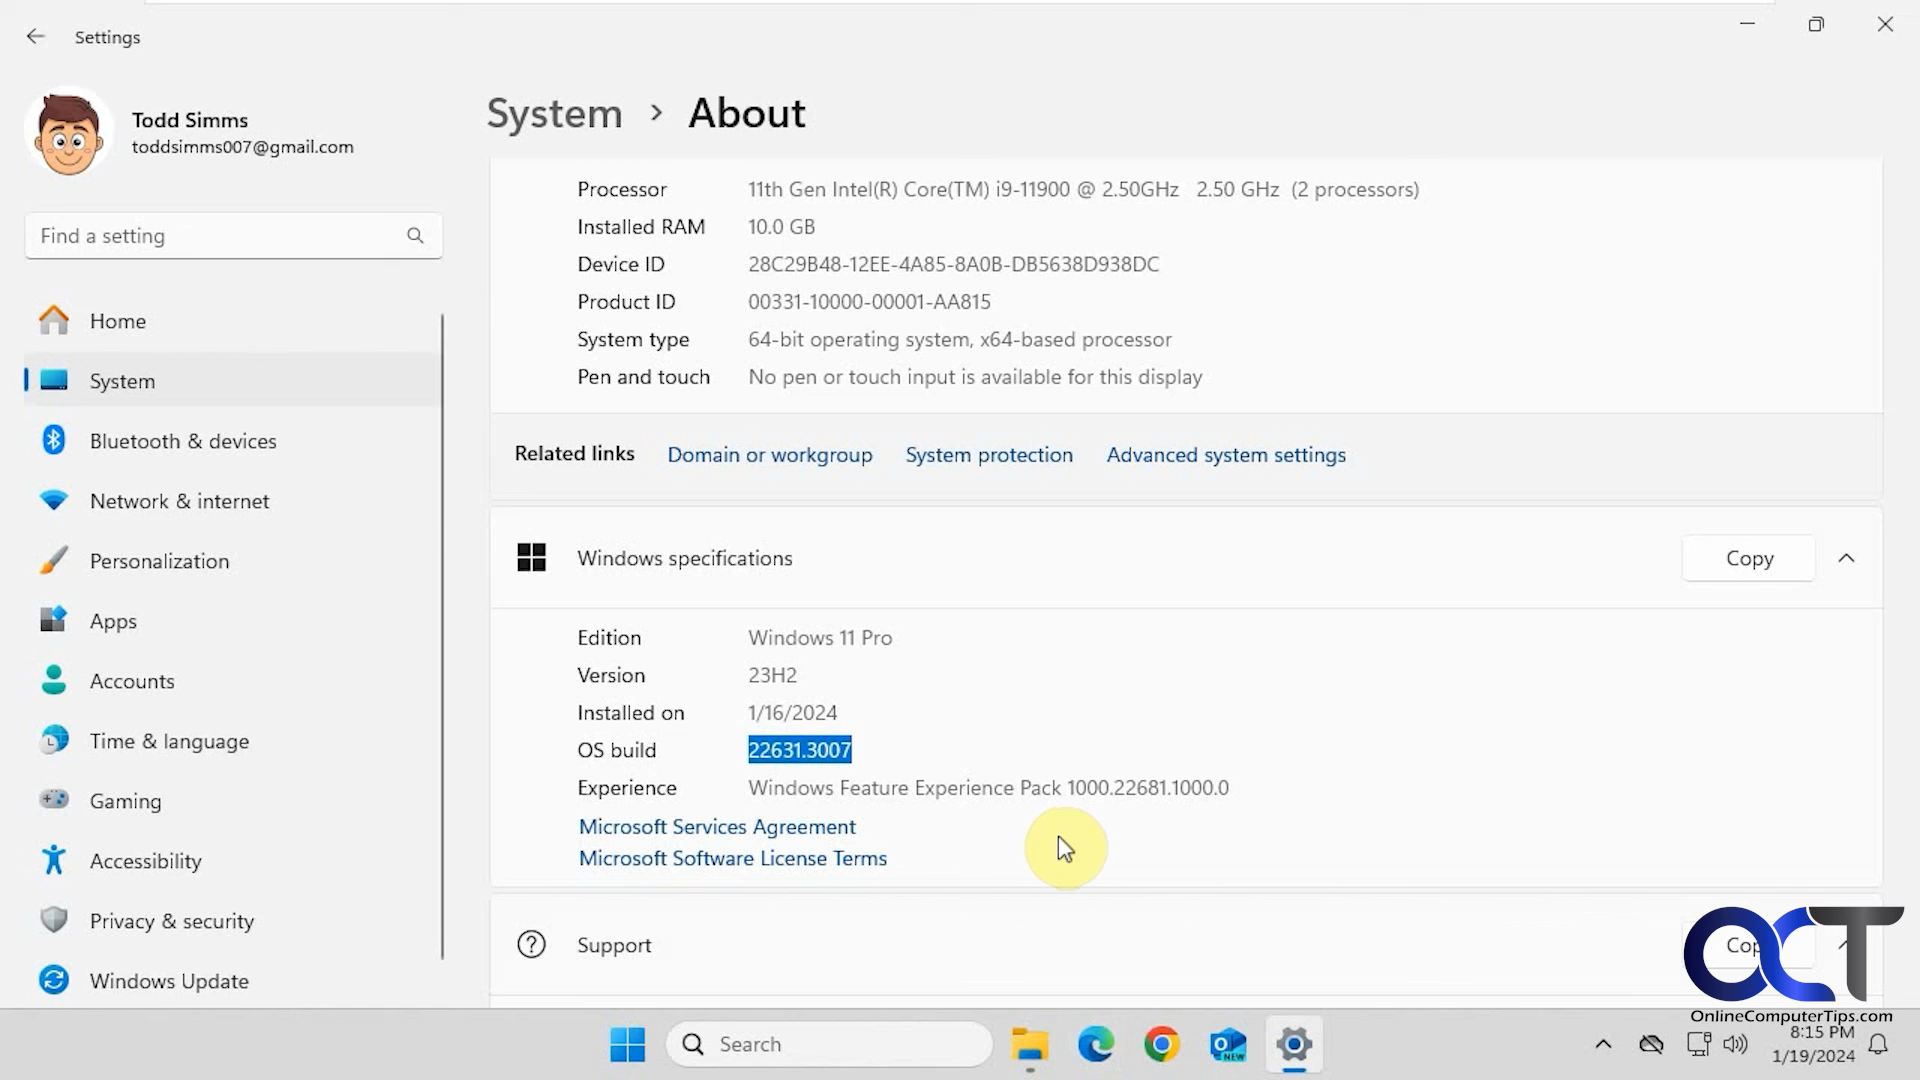 Settings
Todd Simms
toddsimms007@gmail.com
Find a setting
Home
System
Bluetooth & devices
Network & internet
Personalization
Apps
Accounts
Time & language
Gaming
Accessibility
Privacy & security
Windows Update
System > About
Processor 11th Gen Intel(R) Core(TM) i9-11900 @ 2.50GHz 2.50 GHz (2 processors)
Installed RAM 10.0 GB
Device ID 28C29B48-12EE-4A85-8A0B-DB5638D938DC
Product ID 00331-10000-00001-AA815
System type 64-bit operating system, x64-based processor
Pen and touch No pen or touch input is available for this display
Related links Domain or workgroup System protection Advanced system settings
Windows specifications Copy
Edition Windows 11 Pro
Version 23H2
Installed on 1/16/2024
OS build 22631.3007
Experience Windows Feature Experience Pack 1000.22681.1000.0
Microsoft Services Agreement
Microsoft Software License Terms
Support Cop
OCT
OnlineComputerTips.com
Search
NEW
8:15 PM
1/19/2024